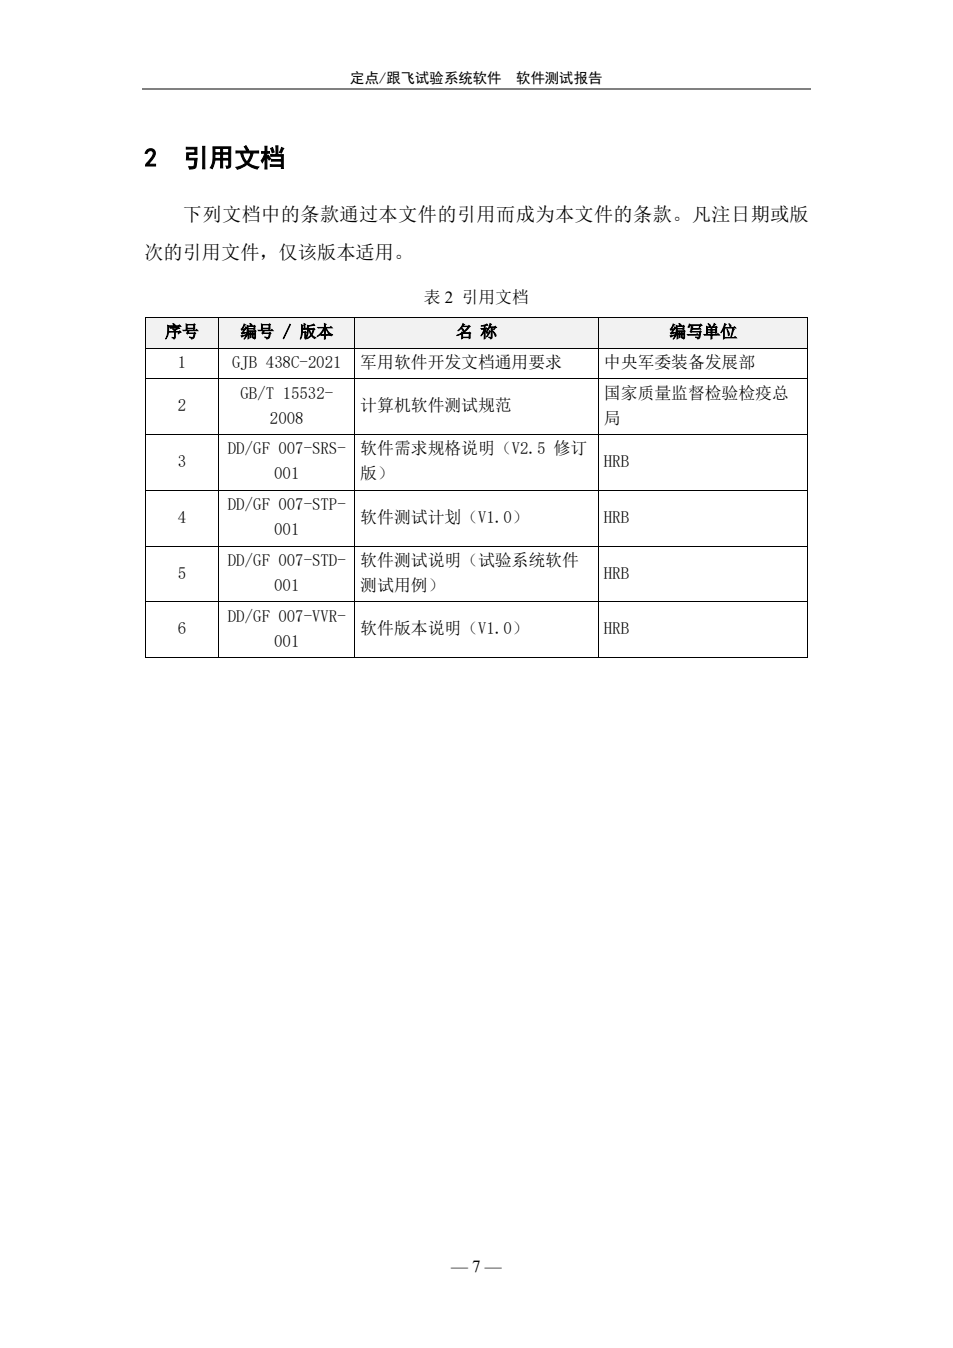 定点/跟飞试验系统软件 软件测试报告
2 引用文档
下列文档中的条款通过本文件的引用而成为本文件的条款。凡注日期或版
次的引用文件，仅该版本适用。
表 2 引用文档
序号 编号 / 版本 名 称 编写单位
1 GJB 438C-2021 军用软件开发文档通用要求 中央军委装备发展部
2 GB/T 15532-
2008 计算机软件测试规范 国家质量监督检验检疫总
局
3 DD/GF 007-SRS-
001 软件需求规格说明（V2.5 修订
版） HRB
4 DD/GF 007-STP-
001 软件测试计划（V1.0） HRB
5 DD/GF 007-STD-
001 软件测试说明（试验系统软件
测试用例） HRB
6 DD/GF 007-VVR-
001 软件版本说明（V1.0） HRB
— 7 —